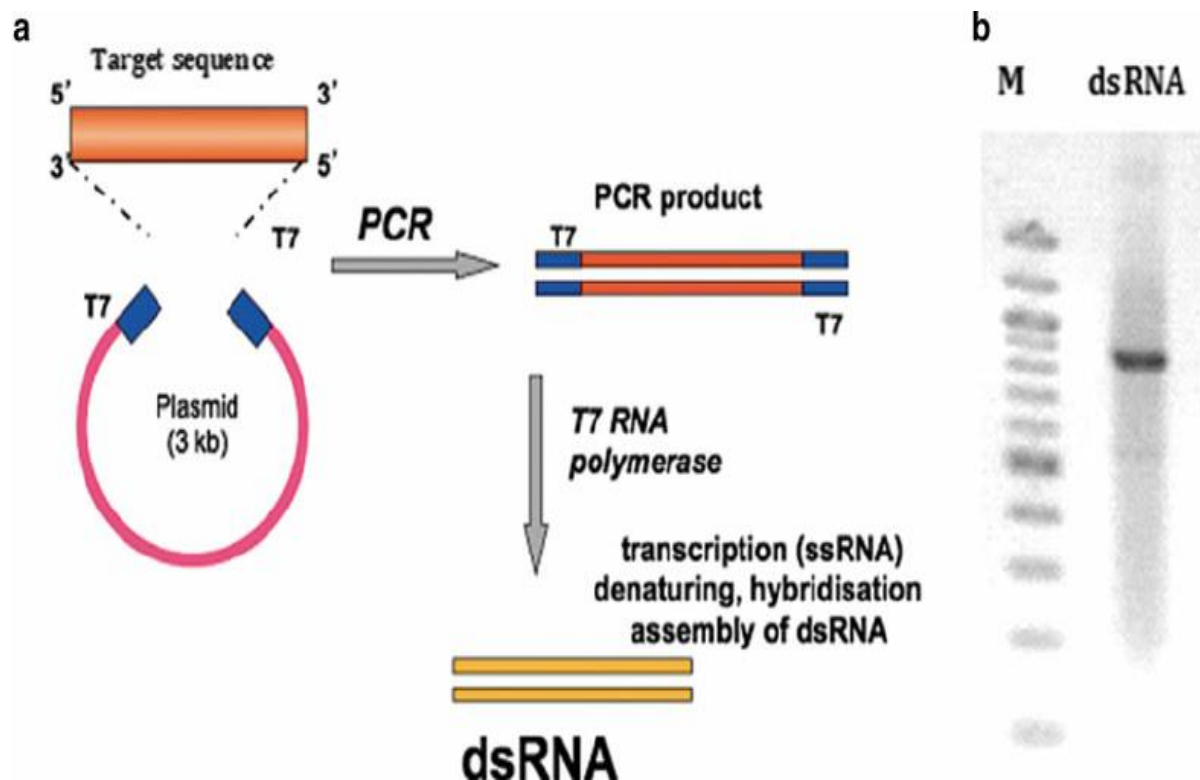 a
Target sequence
5' 3'
3' 5'
T7
PCR
T7
Plasmid
(3 kb)
PCR product
T7
T7
T7 RNA
polymerase
transcription (ssRNA)
denaturing, hybridisation
assembly of dsRNA
dsRNA
b
M dsRNA